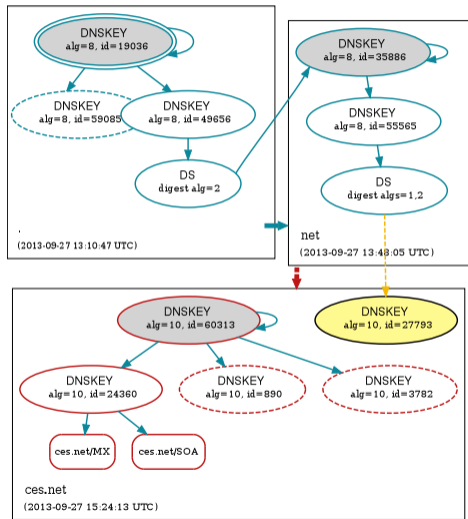 DNSKEY
alg=8, id=19036
DNSKEY
alg=8, id=59085
DNSKEY
alg=8, id=49656
DS
digest alg=2
.
(2013-09-27 13:10:47 UTC)
DNSKEY
alg=8, id=35886
DNSKEY
alg=8, id=55565
DS
digest algs=1,2
net
(2013-09-27 13:48:05 UTC)
DNSKEY
alg=10, id=60313
DNSKEY
alg=10, id=27793
DNSKEY
alg=10, id=24360
DNSKEY
alg=10, id=890
DNSKEY
alg=10, id=3782
ces.net/MX
ces.net/SOA
ces.net
(2013-09-27 15:24:13 UTC)